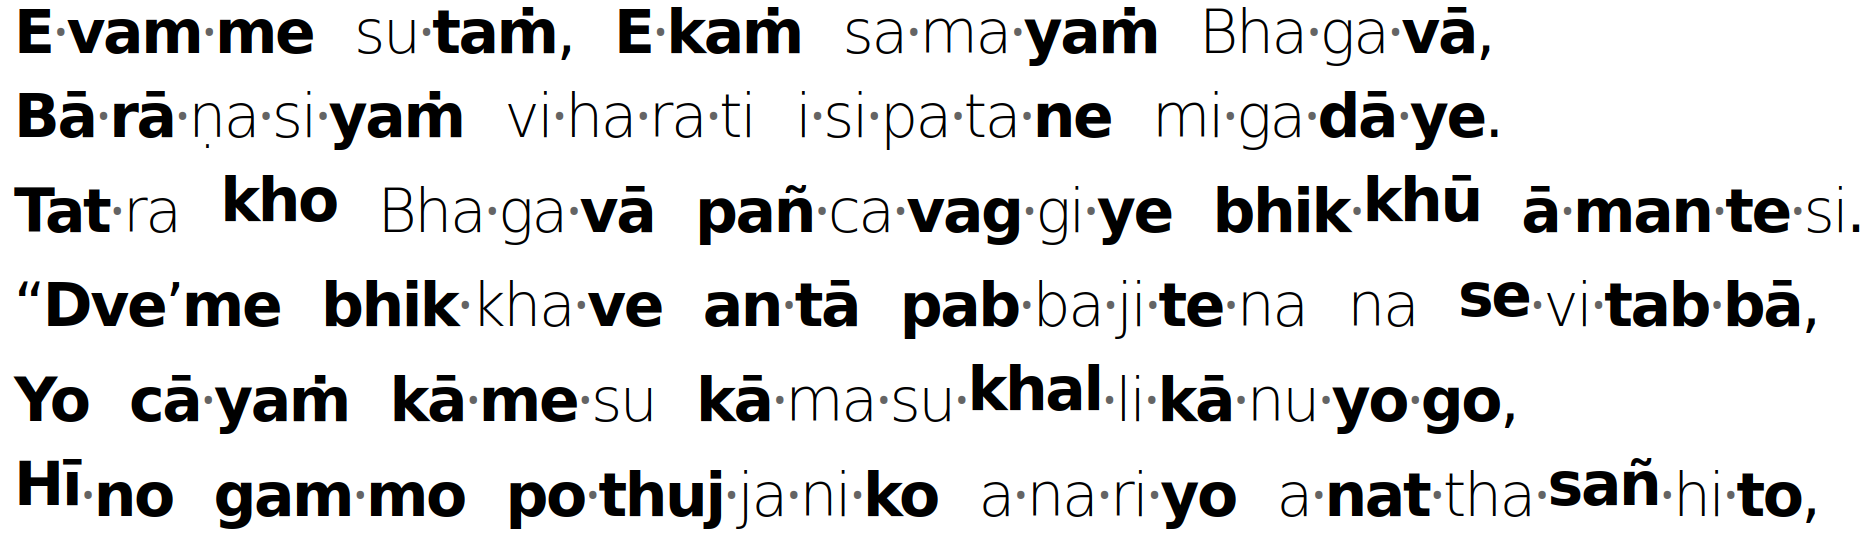 E·vam·me su·taṁ, E·kaṁ sa·ma·yaṁ Bha·ga·vā,
Bā·rā·ṇa·si·yaṁ vi·ha·ra·ti i·si·pa·ta·ne mi·ga·dā·ye.
Tat·ra kho Bha·ga·vā pañ·ca·vag·gi·ye bhik·khū ā·man·te·si.
“Dve’me bhik·kha·ve an·tā pab·ba·ji·te·na na se·vi·tab·bā,
Yo cā·yaṁ kā·me·su kā·ma·su·khal·li·kā·nu·yo·go,
Hī·no gam·mo po·thuj·ja·ni·ko a·na·ri·yo a·nat·tha·sañ·hi·to,